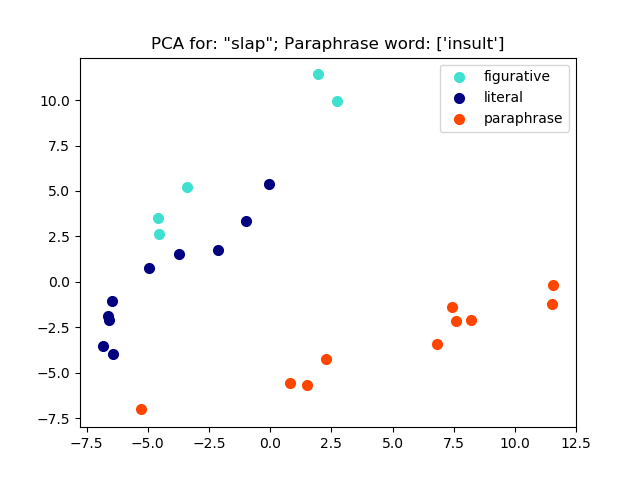 PCA for: "slap"; Paraphrase word: ['insult']
figurative
literal
paraphrase
10.0
7.5
5.0
2.5
0.0
−2.5
−5.0
−7.5
−7.5 −5.0 −2.5 0.0 2.5 5.0 7.5 10.0 12.5